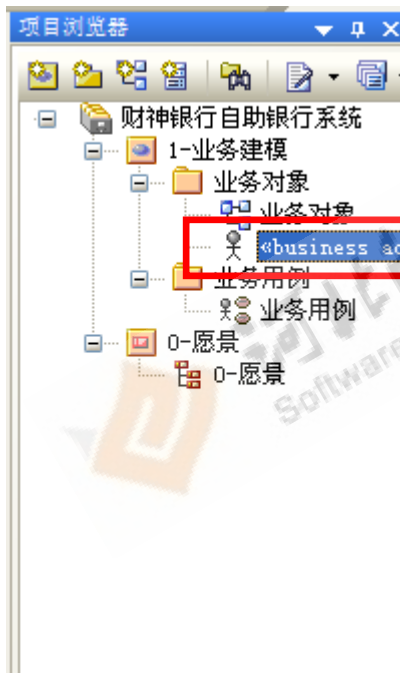 项目浏览器
财神银行自助银行系统
1-业务建模
业务对象
业务对象
«business ac
业务用例
业务用例
0-愿景
0-愿景
Software